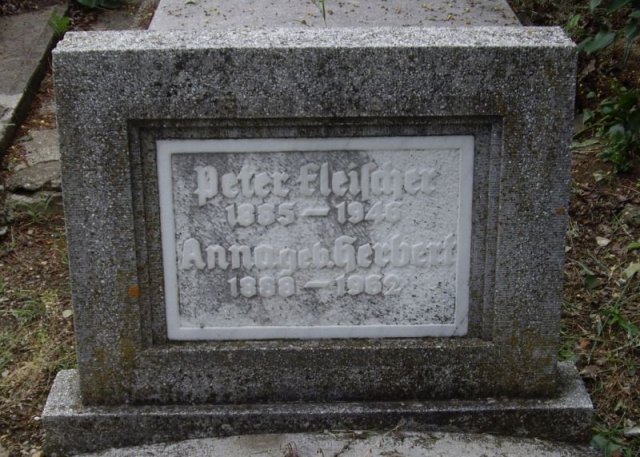 Peter Fleischer
1885 — 1946
Anna geb. Herbert
1888 — 1962